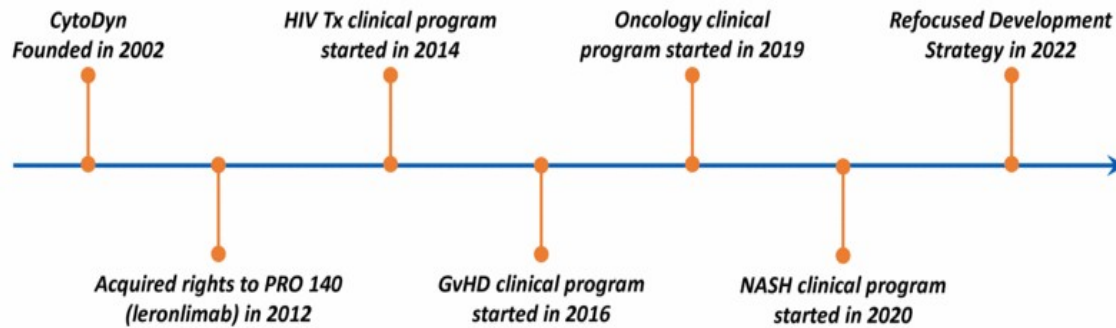 CytoDyn
Founded in 2002
HIV Tx clinical program
started in 2014
Oncology clinical
program started in 2019
Refocused Development
Strategy in 2022
Acquired rights to PRO 140
(leronlimab) in 2012
GvHD clinical program
started in 2016
NASH clinical program
started in 2020